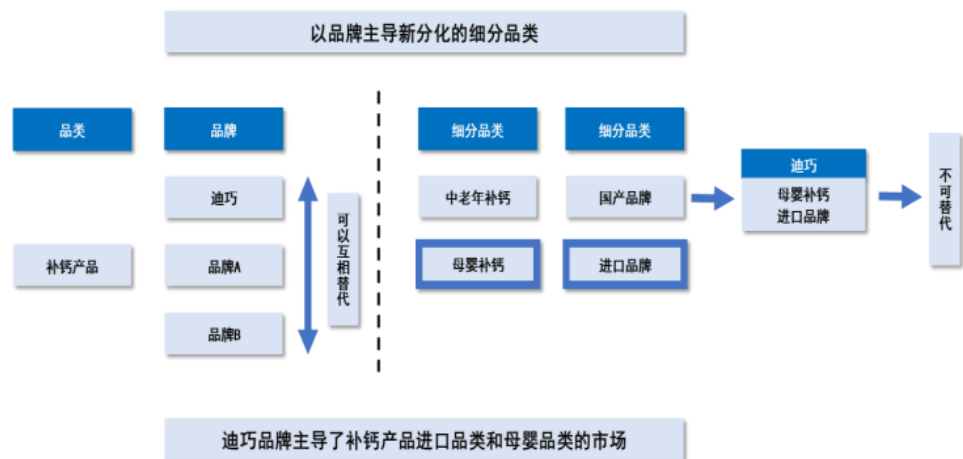 以品牌主导新分化的细分品类
品类
品牌
细分品类
细分品类
迪巧
母婴补钙
进口品牌
不可替代
迪巧
可以互相替代
中老年补钙
国产品牌
补钙产品
品牌A
母婴补钙
进口品牌
品牌B
迪巧品牌主导了补钙产品进口品类和母婴品类的市场